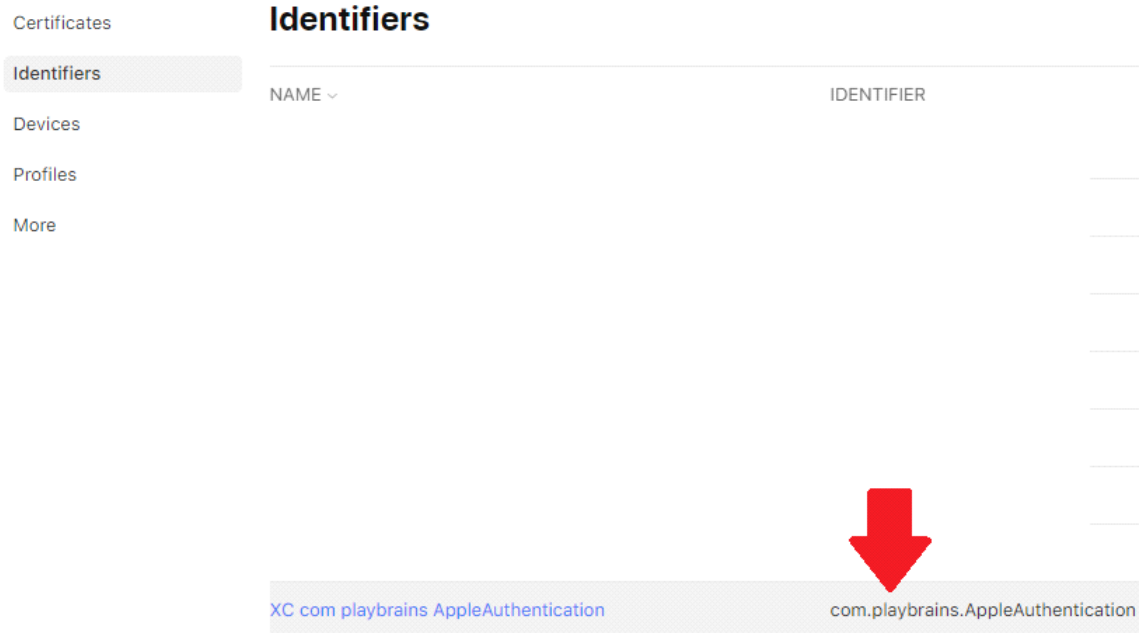 Certificates
Identifiers
Devices
Profiles
More
Identifiers
NAME IDENTIFIER
XC com playbrains AppleAuthentication com.playbrains.AppleAuthentication